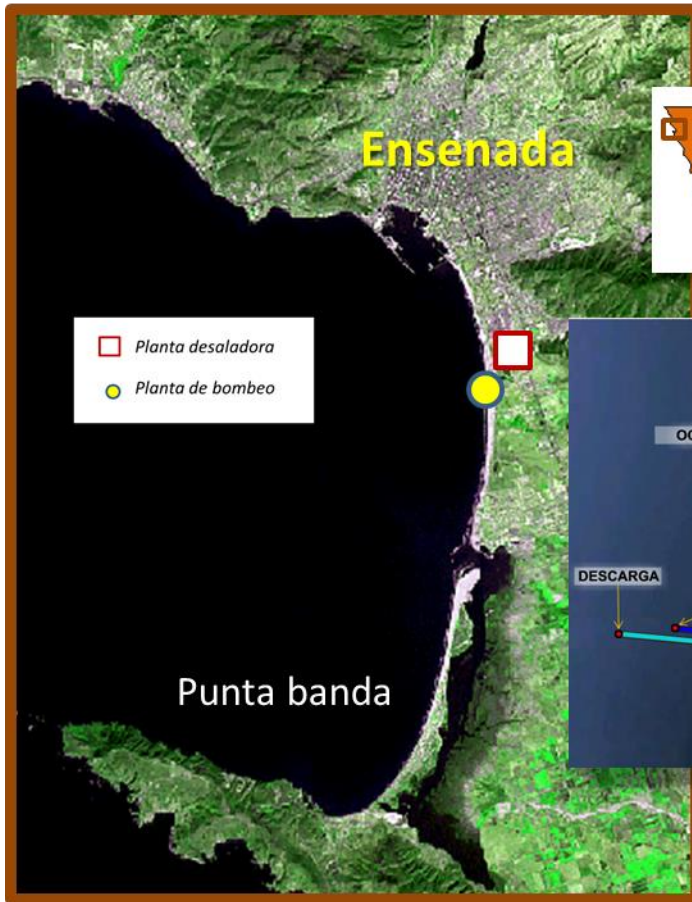 Ensenada
Planta desaladora
Planta de bombeo
DESCARGA
Punta banda